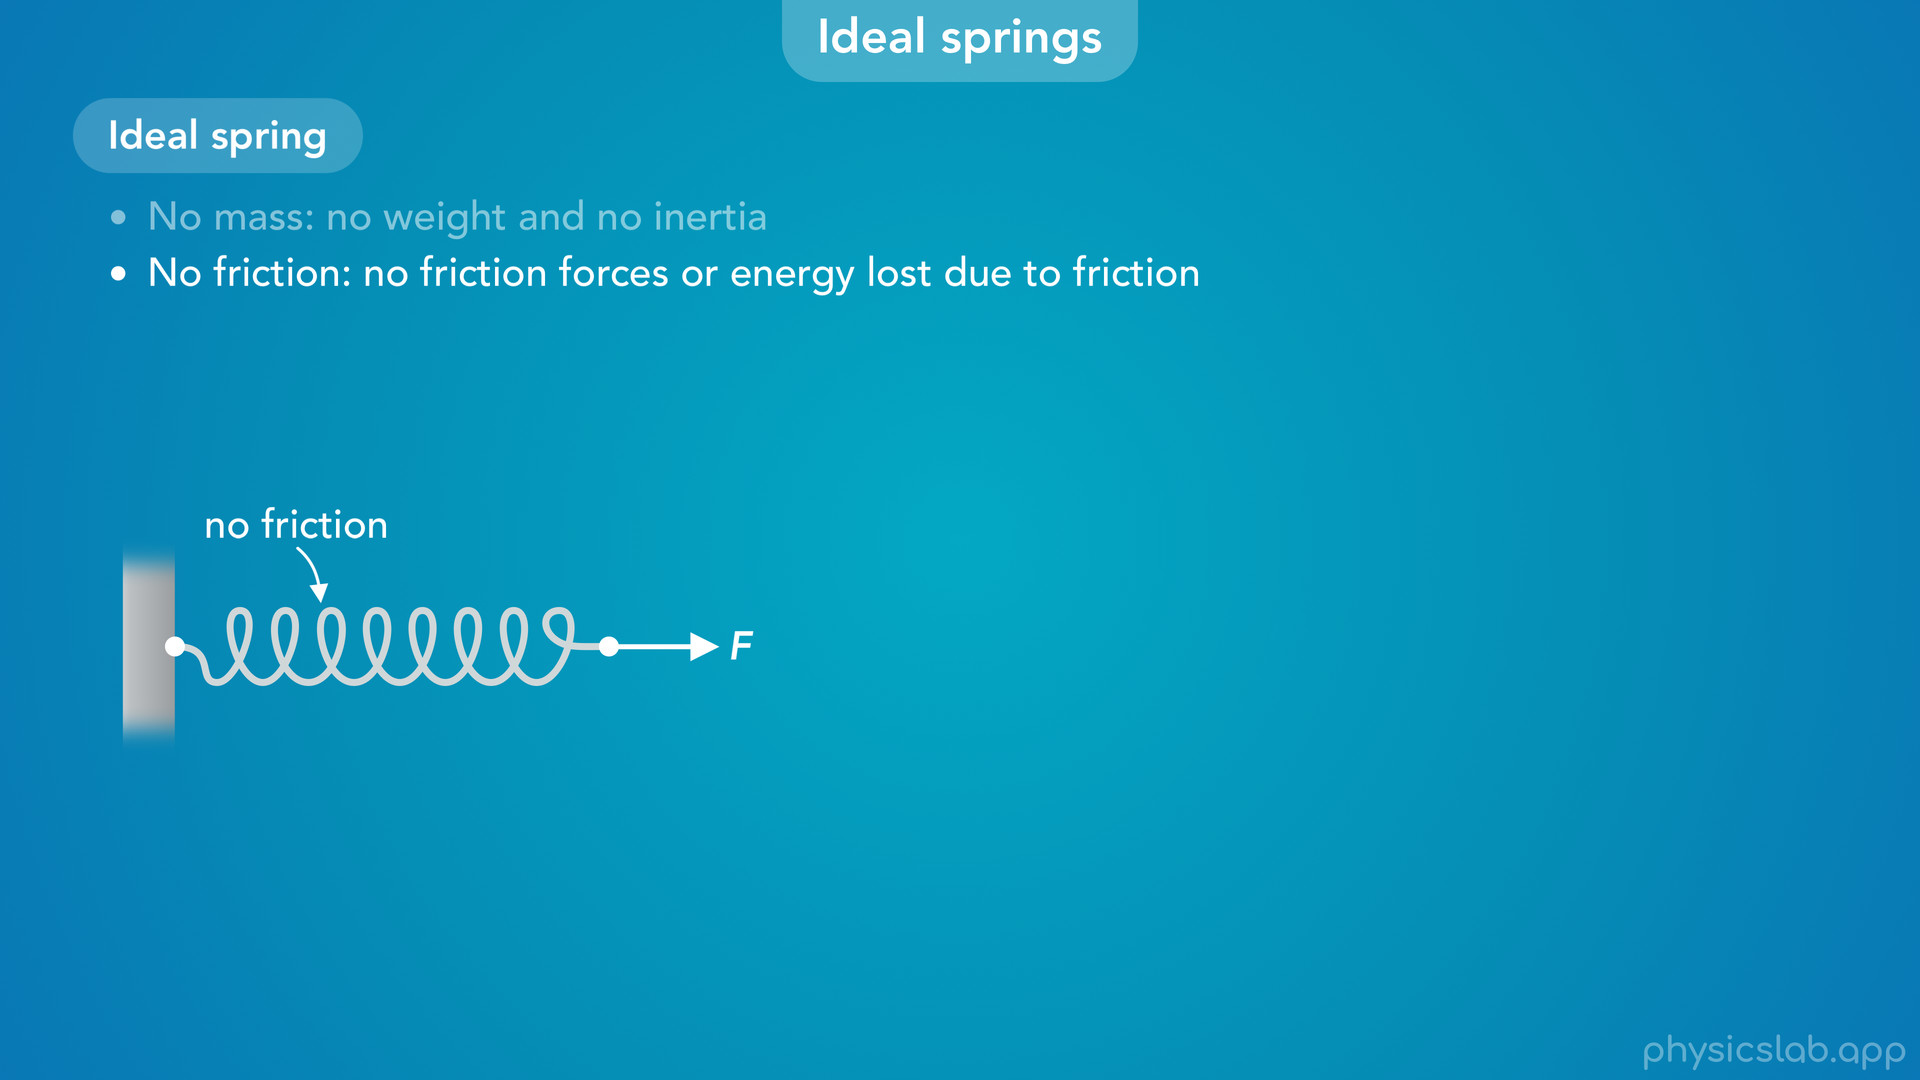 Ideal springs
Ideal spring
• No mass: no weight and no inertia
• No friction: no friction forces or energy lost due to friction
no friction
F
physicslab.app